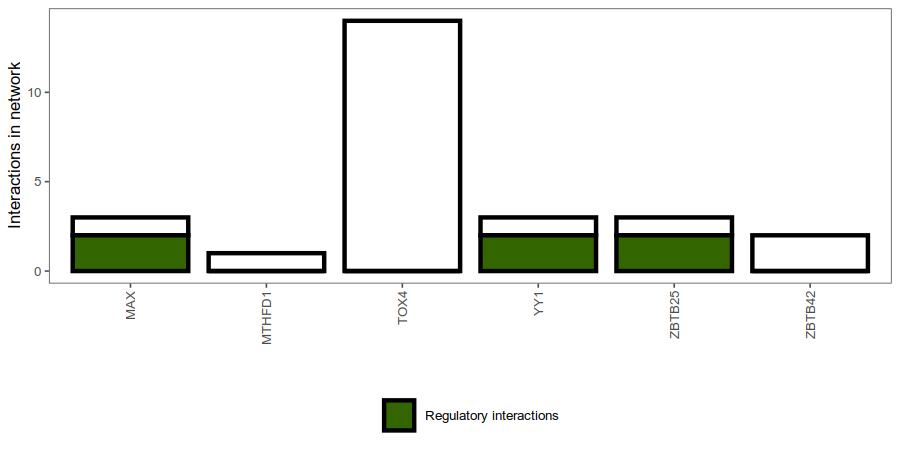 Interactions in network
10
5
0
MAX
MTHFD1
TOX4
YY1
ZBTB25
ZBTB42
Regulatory interactions